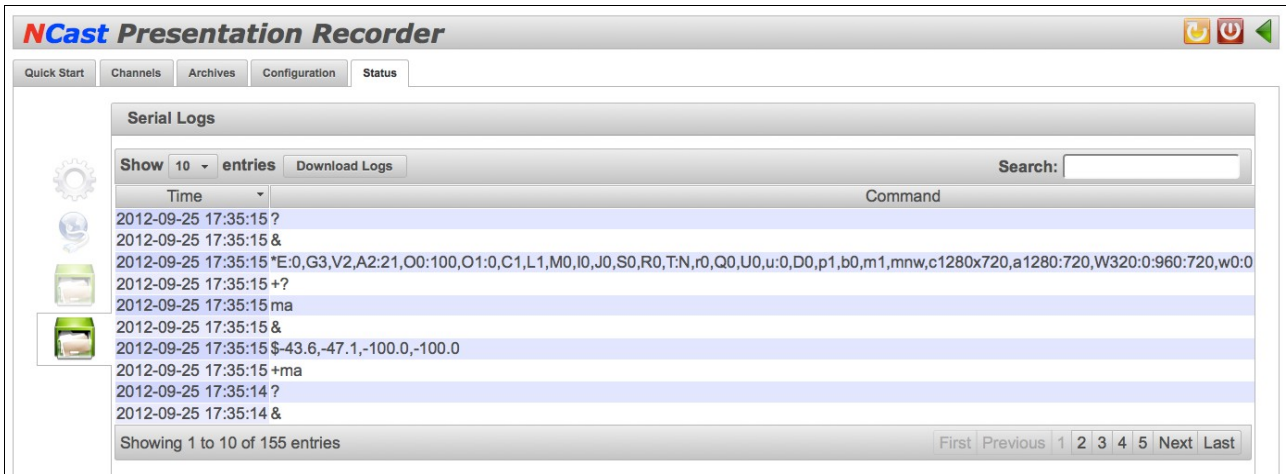 NCast Presentation Recorder
Quick Start Channels Archives Configuration Status
Serial Logs
Show 10 entries Download Logs Search:
Time Command
2012-09-25 17:35:15 ?
2012-09-25 17:35:15 &
2012-09-25 17:35:15 *E:0,G3,V2,A2:21,O0:100,O1:0,C1,L1,M0,I0,J0,S0,R0,T:N,r0,Q0,U0,u:0,D0,p1,b0,m1,mnw,c1280x720,a1280:720,W320:0:960:720,w0:0
2012-09-25 17:35:15 +?
2012-09-25 17:35:15 ma
2012-09-25 17:35:15 &
2012-09-25 17:35:15 $-43.6,-47.1,-100.0,-100.0
2012-09-25 17:35:15 +ma
2012-09-25 17:35:14 ?
2012-09-25 17:35:14 &
Showing 1 to 10 of 155 entries First Previous 1 2 3 4 5 Next Last